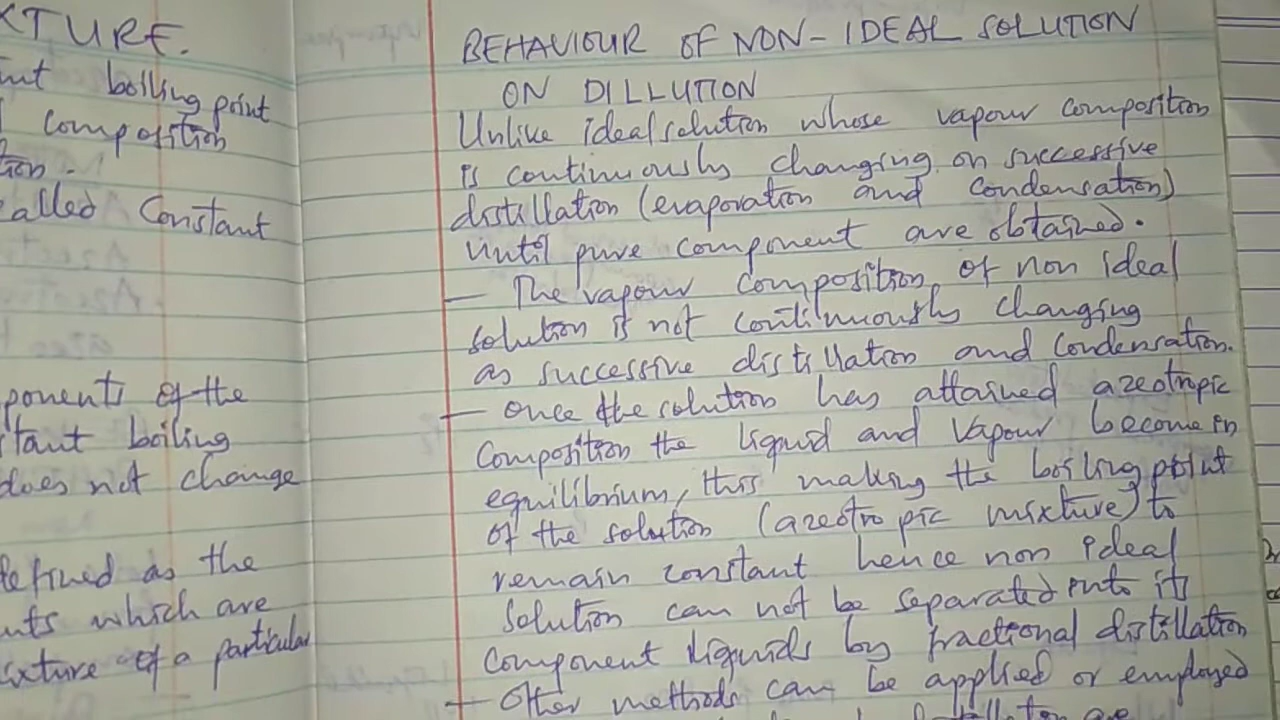 XTURE.
boiling point
composition
tion.
called Constant
ponents of the
stant boiling
does not change
defined as the
nts which are
ixture of a particular
BEHAVIOUR OF NON-IDEAL SOLUTION
ON DILLUTION
Unlike ideal solution whose vapour composition
is continuously changing on successive
distillation (evaporation and condensation)
until pure component are obtained.
— The vapour composition of non ideal
solution is not continuously changing
as successive distillation and condensation.
— Once the solution has attained azeotropic
composition the liquid and vapour become in
equilibrium, this making the boiling point
of the solution (azeotropic mixture) to
remain constant hence non ideal
solution can not be separated into its
component liquids by fractional distillation
— Other methods can be applied or employed